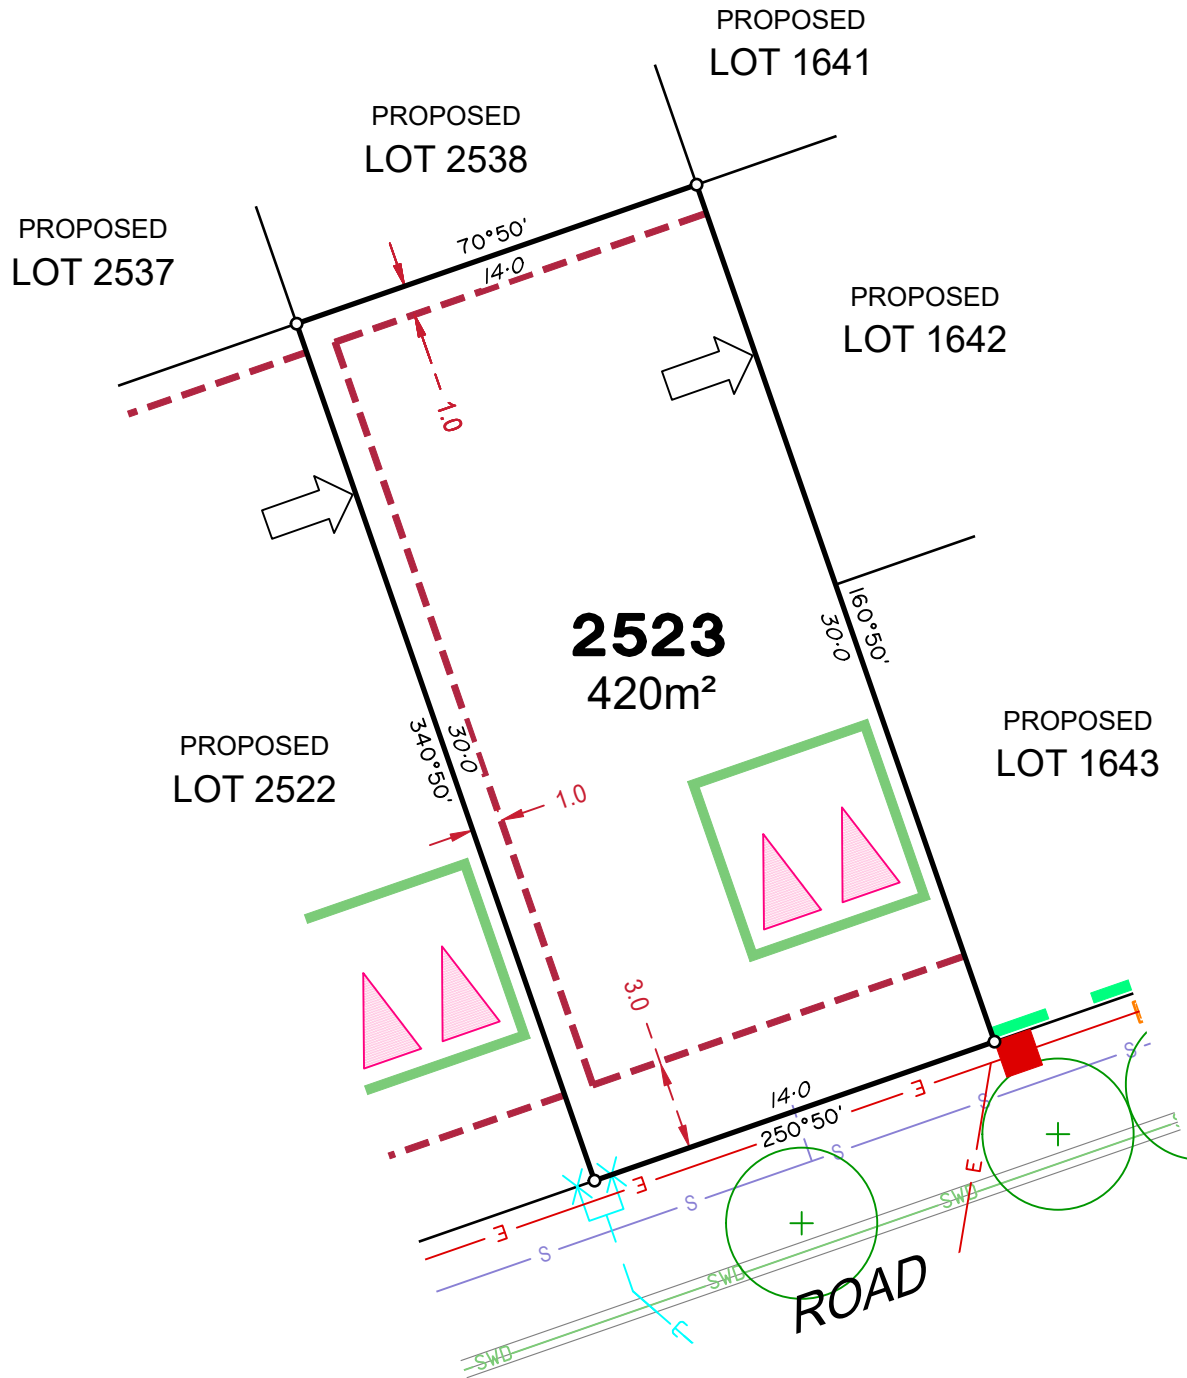 PROPOSED
LOT 1641
PROPOSED
LOT 2538
PROPOSED
LOT 2537
70°50'
14·0
PROPOSED
LOT 1642
1.0
2523
420m²
160°50'
30·0
PROPOSED
LOT 1643
340°50'
30·0
PROPOSED
LOT 2522
1.0
3.0
14·0
250°50'
E
E
E
E
S
S
S
S
S
SWD
SWD
SWD
ROAD